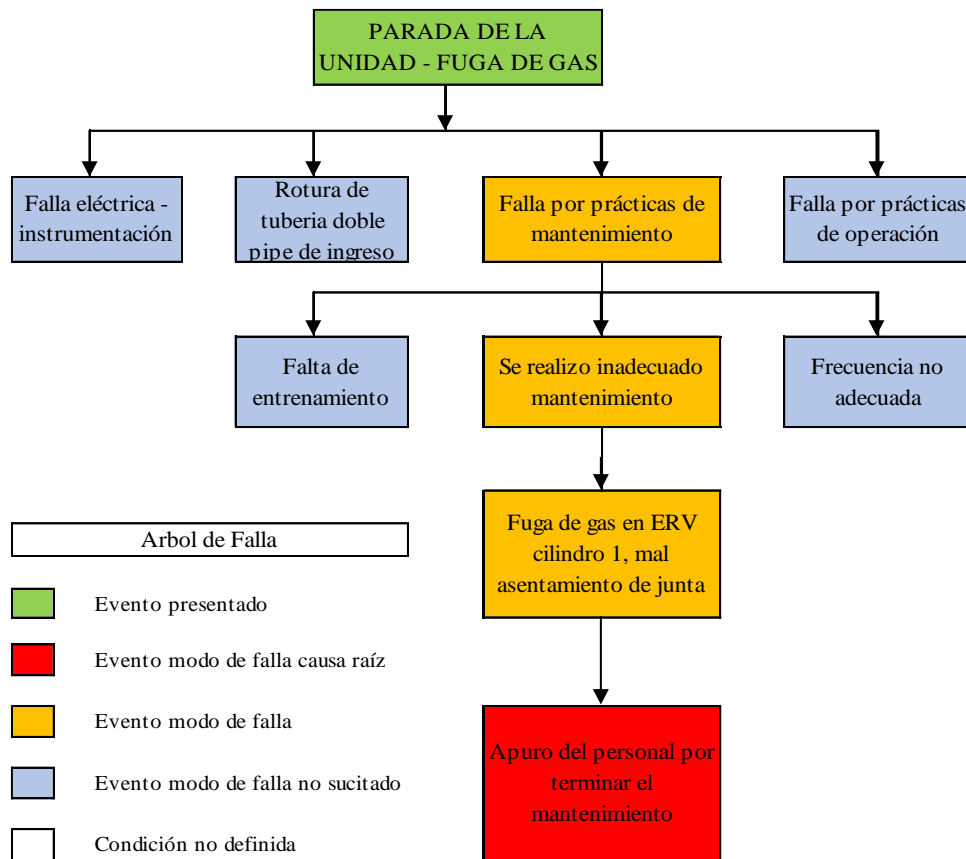 PARADA DE LA
UNIDAD - FUGA DE GAS
Falla eléctrica -
instrumentación
Rotura de
tuberia doble
pipe de ingreso
Falla por prácticas de
mantenimiento
Falla por prácticas
de operación
Falta de
entrenamiento
Se realizo inadecuado
mantenimiento
Frecuencia no
adecuada
Fuga de gas en ERV
cilindro 1, mal
asentamiento de junta
Apuro del personal por
terminar el
mantenimiento
Arbol de Falla
Evento presentado
Evento modo de falla causa raíz
Evento modo de falla
Evento modo de falla no sucitado
Condición no definida